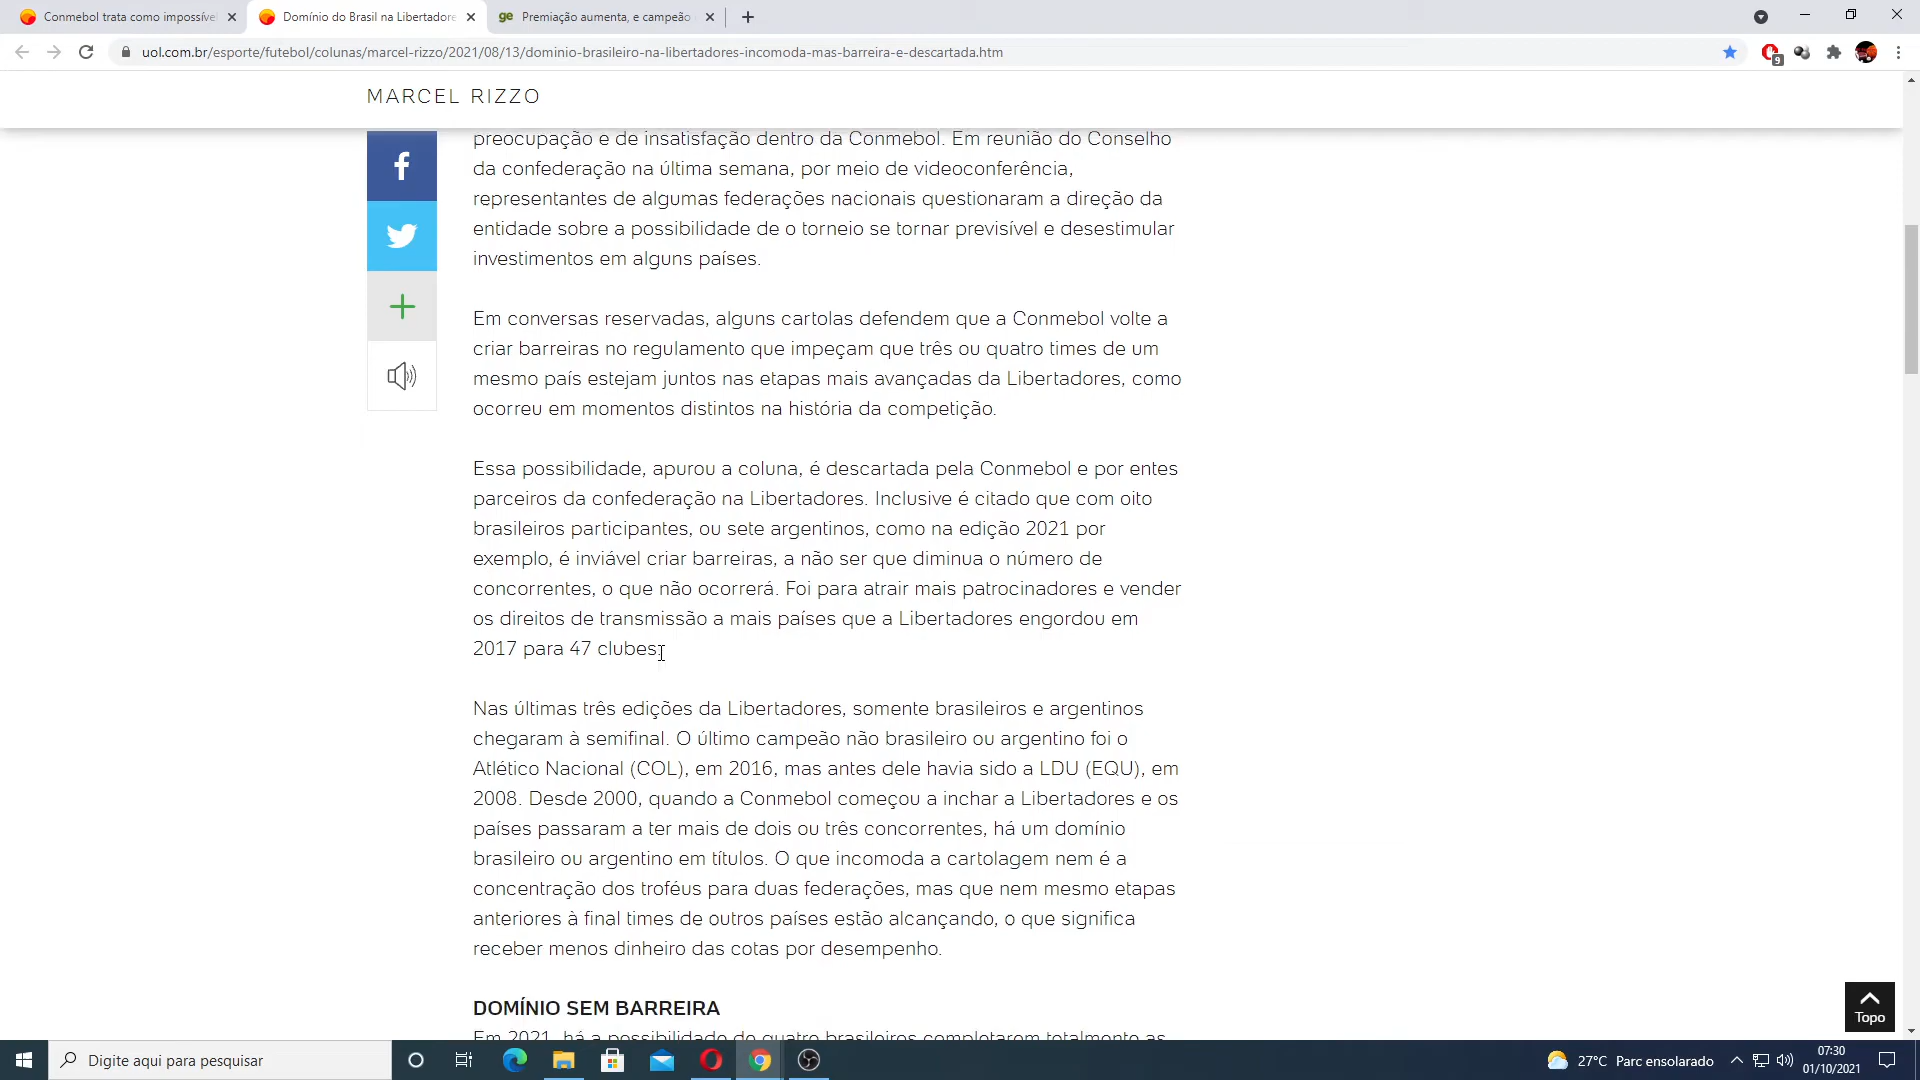 Conmebol trata como impossíve
Domínio do Brasil na Libertadore
ge Premiação aumenta, e campeão
uol.com.br/esporte/futebol/colunas/marcel-rizzo/2021/08/13/dominio-brasileiro-na-libertadores-incomoda-mas-barreira-e-descartada.htm
9
MARCEL RIZZO
preocupação e de insatisfação dentro da Conmebol. Em reunião do Conselho
da confederação na última semana, por meio de videoconferência,
representantes de algumas federações nacionais questionaram a direção da
entidade sobre a possibilidade de o torneio se tornar previsível e desestimular
investimentos em alguns países.
Em conversas reservadas, alguns cartolas defendem que a Conmebol volte a
criar barreiras no regulamento que impeçam que três ou quatro times de um
mesmo país estejam juntos nas etapas mais avançadas da Libertadores, como
ocorreu em momentos distintos na história da competição.
Essa possibilidade, apurou a coluna, é descartada pela Conmebol e por entes
parceiros da confederação na Libertadores. Inclusive é citado que com oito
brasileiros participantes, ou sete argentinos, como na edição 2021 por
exemplo, é inviável criar barreiras, a não ser que diminua o número de
concorrentes, o que não ocorrerá. Foi para atrair mais patrocinadores e vender
os direitos de transmissão a mais países que a Libertadores engordou em
2017 para 47 clubes.
Nas últimas três edições da Libertadores, somente brasileiros e argentinos
chegaram à semifinal. O último campeão não brasileiro ou argentino foi o
Atlético Nacional (COL), em 2016, mas antes dele havia sido a LDU (EQU), em
2008. Desde 2000, quando a Conmebol começou a inchar a Libertadores e os
países passaram a ter mais de dois ou três concorrentes, há um domínio
brasileiro ou argentino em títulos. O que incomoda a cartolagem nem é a
concentração dos troféus para duas federações, mas que nem mesmo etapas
anteriores à final times de outros países estão alcançando, o que significa
receber menos dinheiro das cotas por desempenho.
DOMÍNIO SEM BARREIRA
Em 2021, há a possibilidade de quatro brasileiros completarem totalmente as
Topo
Digite aqui para pesquisar
27°C Parc ensolarado
07:30
01/10/2021